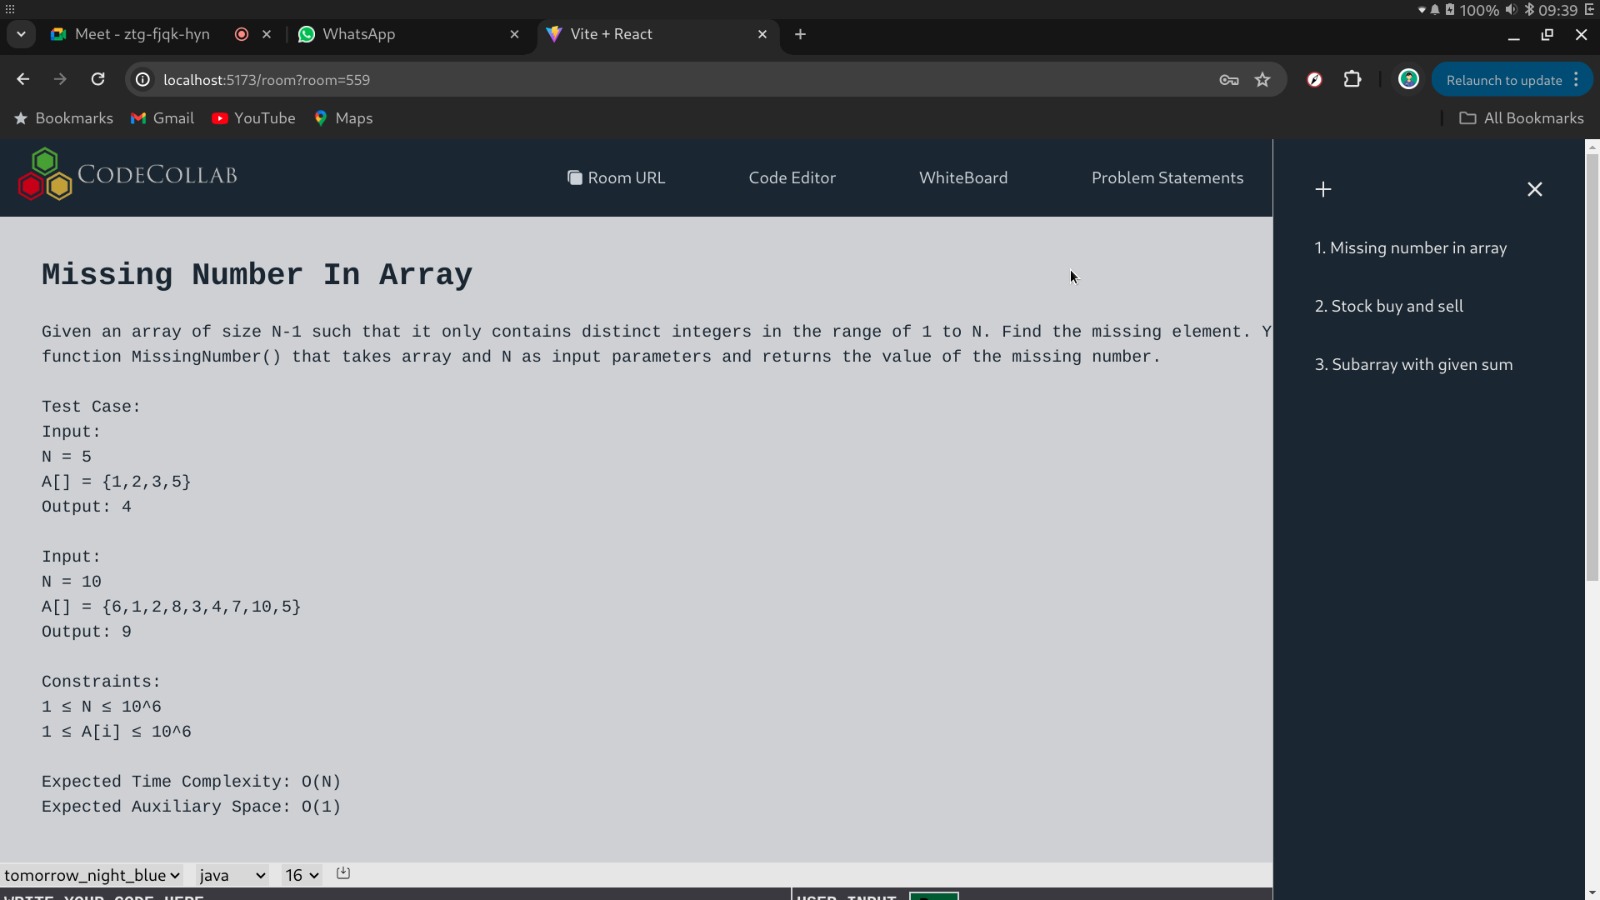 100% 09:39
Meet - ztg-fjqk-hyn WhatsApp Vite + React
localhost:5173/room?room=559 Relaunch to update
Bookmarks Gmail YouTube Maps All Bookmarks
CODECOLLAB Room URL Code Editor WhiteBoard Problem Statements
Missing Number In Array
Given an array of size N-1 such that it only contains distinct integers in the range of 1 to N. Find the missing element. Y
function MissingNumber() that takes array and N as input parameters and returns the value of the missing number.
Test Case:
Input:
N = 5
A[] = {1,2,3,5}
Output: 4
Input:
N = 10
A[] = {6,1,2,8,3,4,7,10,5}
Output: 9
Constraints:
1 ≤ N ≤ 10^6
1 ≤ A[i] ≤ 10^6
Expected Time Complexity: O(N)
Expected Auxiliary Space: O(1)
1. Missing number in array
2. Stock buy and sell
3. Subarray with given sum
tomorrow_night_blue java 16
WRITE YOUR CODE HERE USER INPUT